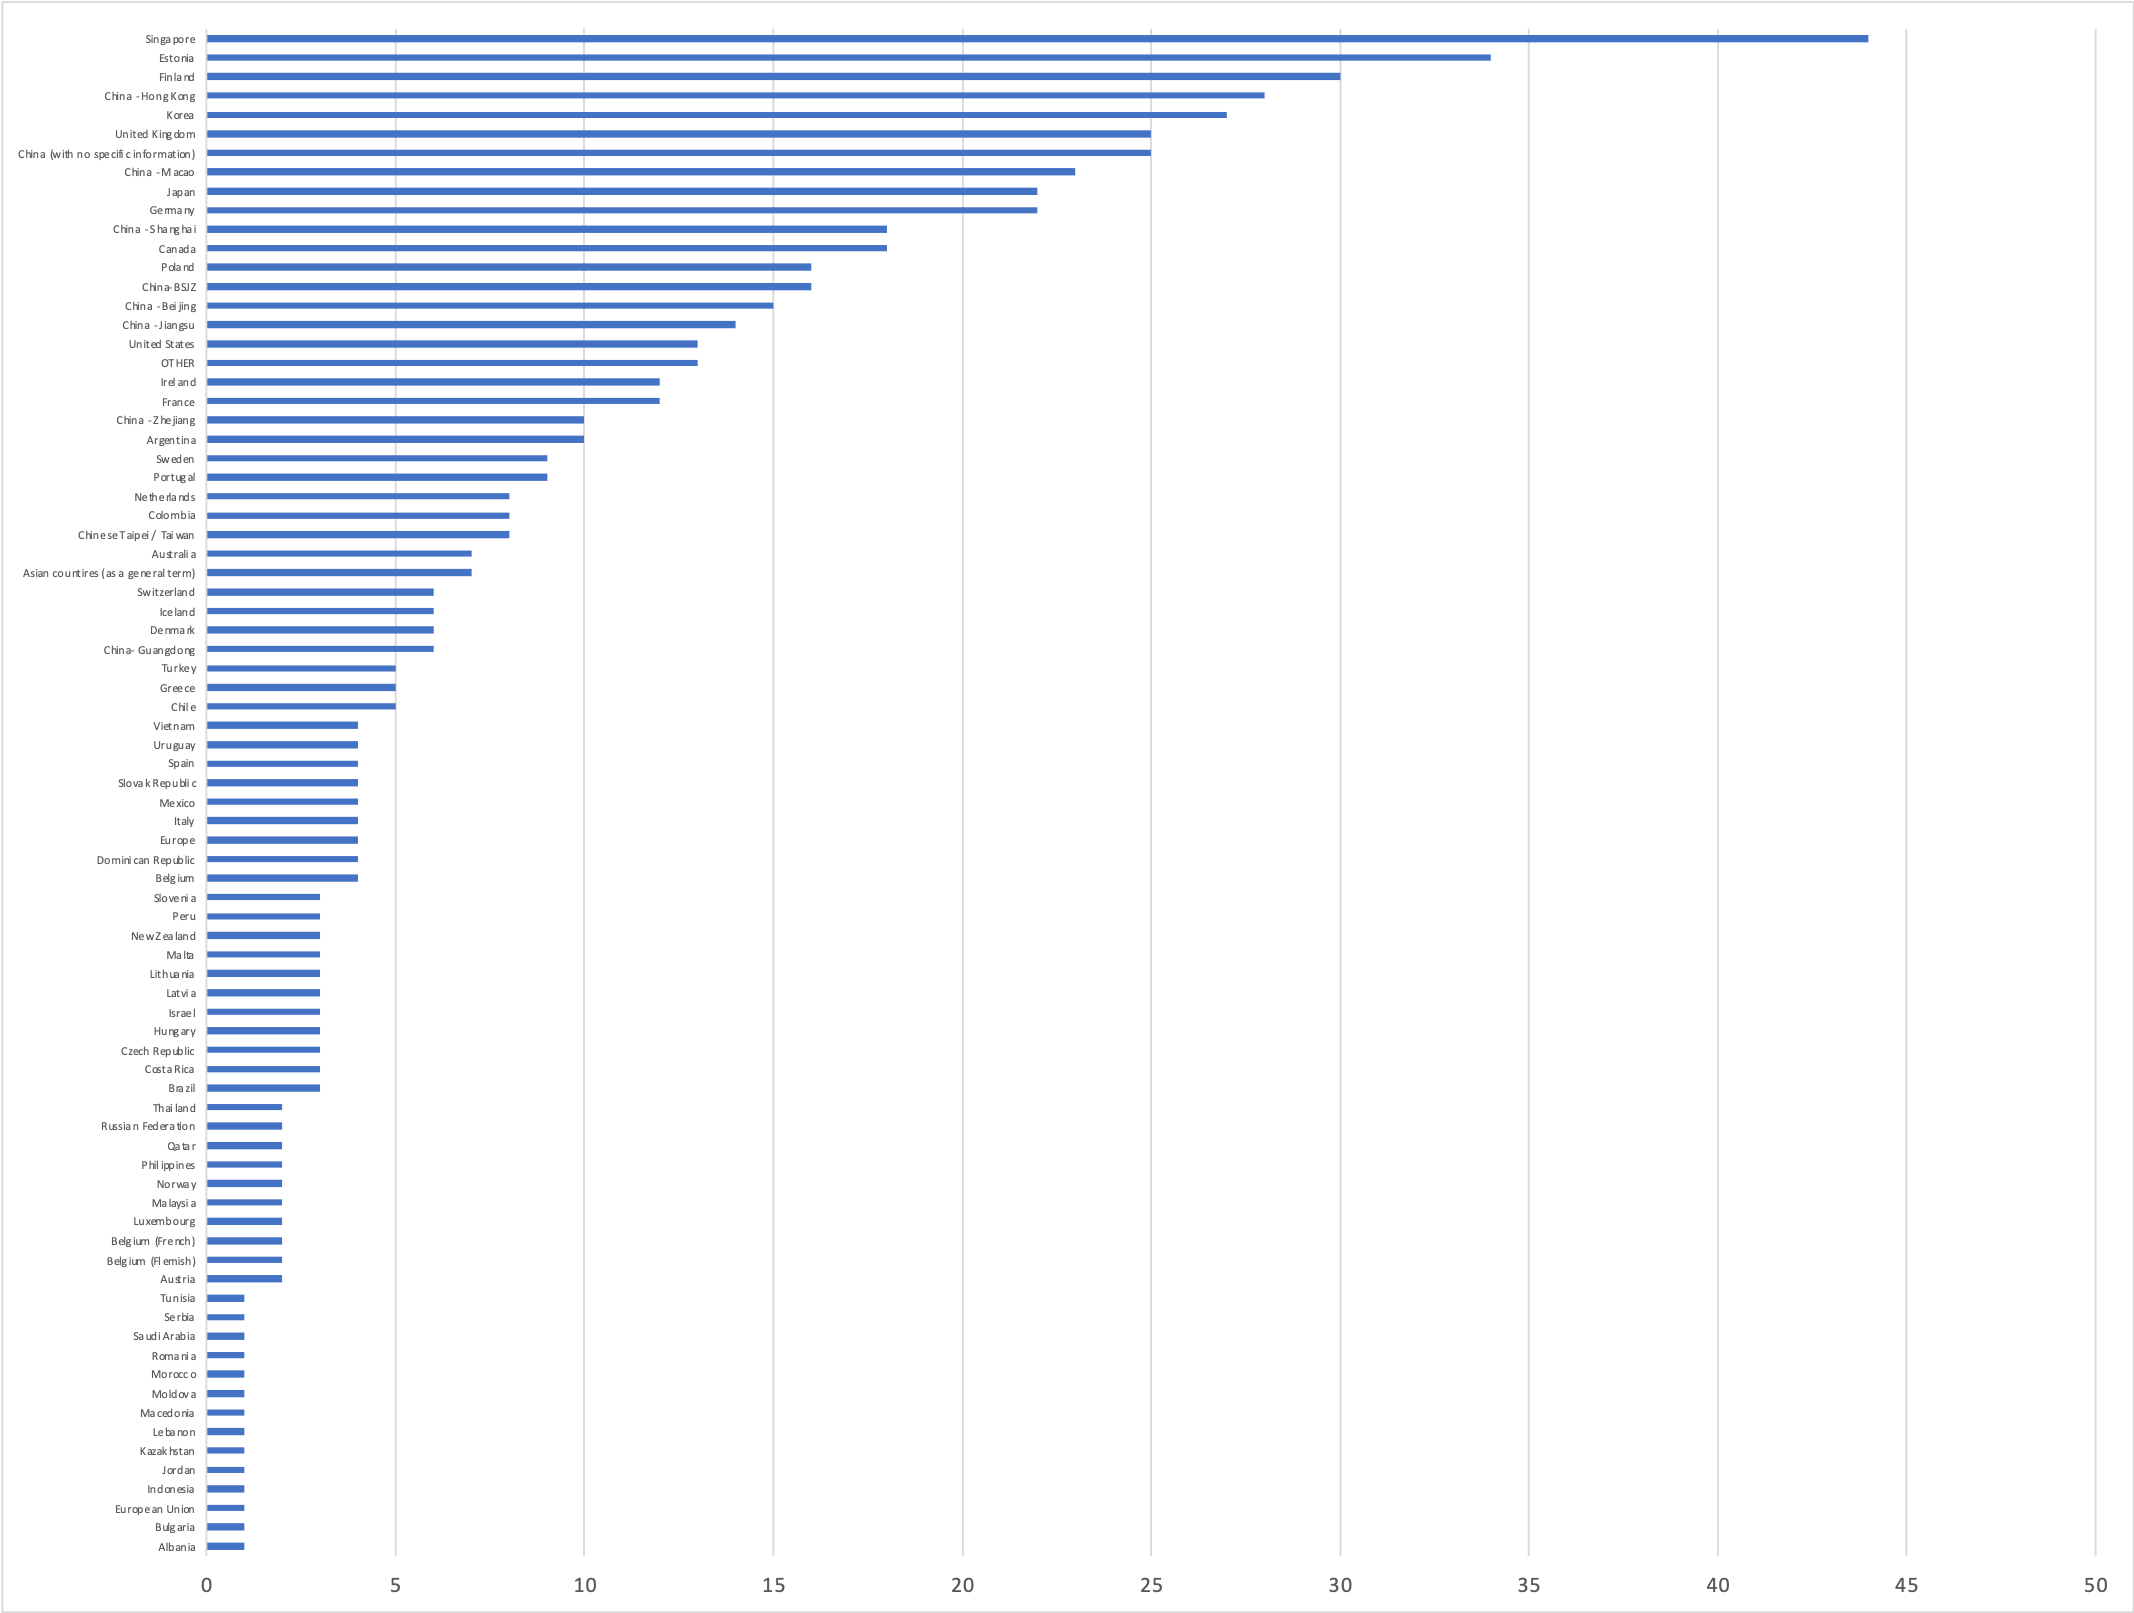 Singapore
Estonia
Finland
China - Hong Kong
Korea
United Kingdom
China (with no specific information)
China - Macao
Japan
Germany
China - Shanghai
Canada
Poland
China- BSJZ
China - Beijing
China - Jiangsu
United States
OTHER
Ireland
France
China - Zhejiang
Argentina
Sweden
Portugal
Netherlands
Colombia
Chinese Taipei / Taiwan
Australia
Asian countires (as a general term)
Switzerland
Iceland
Denmark
China- Guangdong
Turkey
Greece
Chile
Vietnam
Uruguay
Spain
Slovak Republic
Mexico
Italy
Europe
Dominican Republic
Belgium
Slovenia
Peru
New Zealand
Malta
Lithuania
Latvia
Israel
Hungary
Czech Republic
Costa Rica
Brazil
Thailand
Russian Federation
Qatar
Philippines
Norway
Malaysia
Luxembourg
Belgium (French)
Belgium (Flemish)
Austria
Tunisia
Serbia
Saudi Arabia
Romania
Morocco
Moldova
Macedonia
Lebanon
Kazakhstan
Jordan
Indonesia
European Union
Bulgaria
Albania
0 5 10 15 20 25 30 35 40 45 50